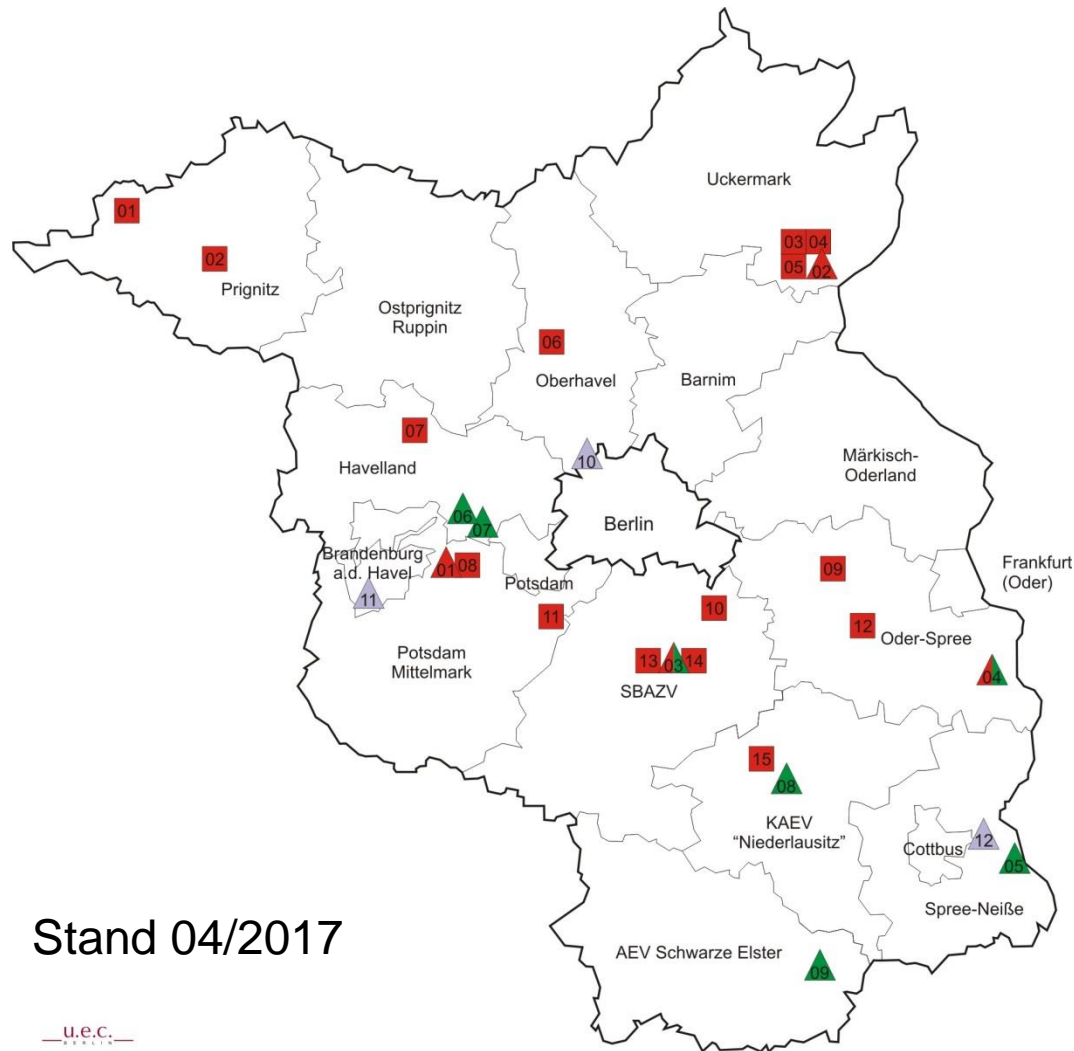 Uckermark
01
03
04
02
05
02
Prignitz
Ostprignitz
Ruppin
06
Oberhavel
Barnim
07
10
Havelland
Märkisch-
Oderland
06
07
Berlin
Brandenburg
a.d. Havel
01
08
09
Frankfurt
(Oder)
Potsdam
11
11
10
12
Oder-Spree
Potsdam
Mittelmark
13
03
14
04
SBAZV
15
08
KAEV
"Niederlausitz"
Cottbus
12
05
Spree-Neiße
Stand 04/2017
AEV Schwarze Elster
09
u.e.c.
BERLIN